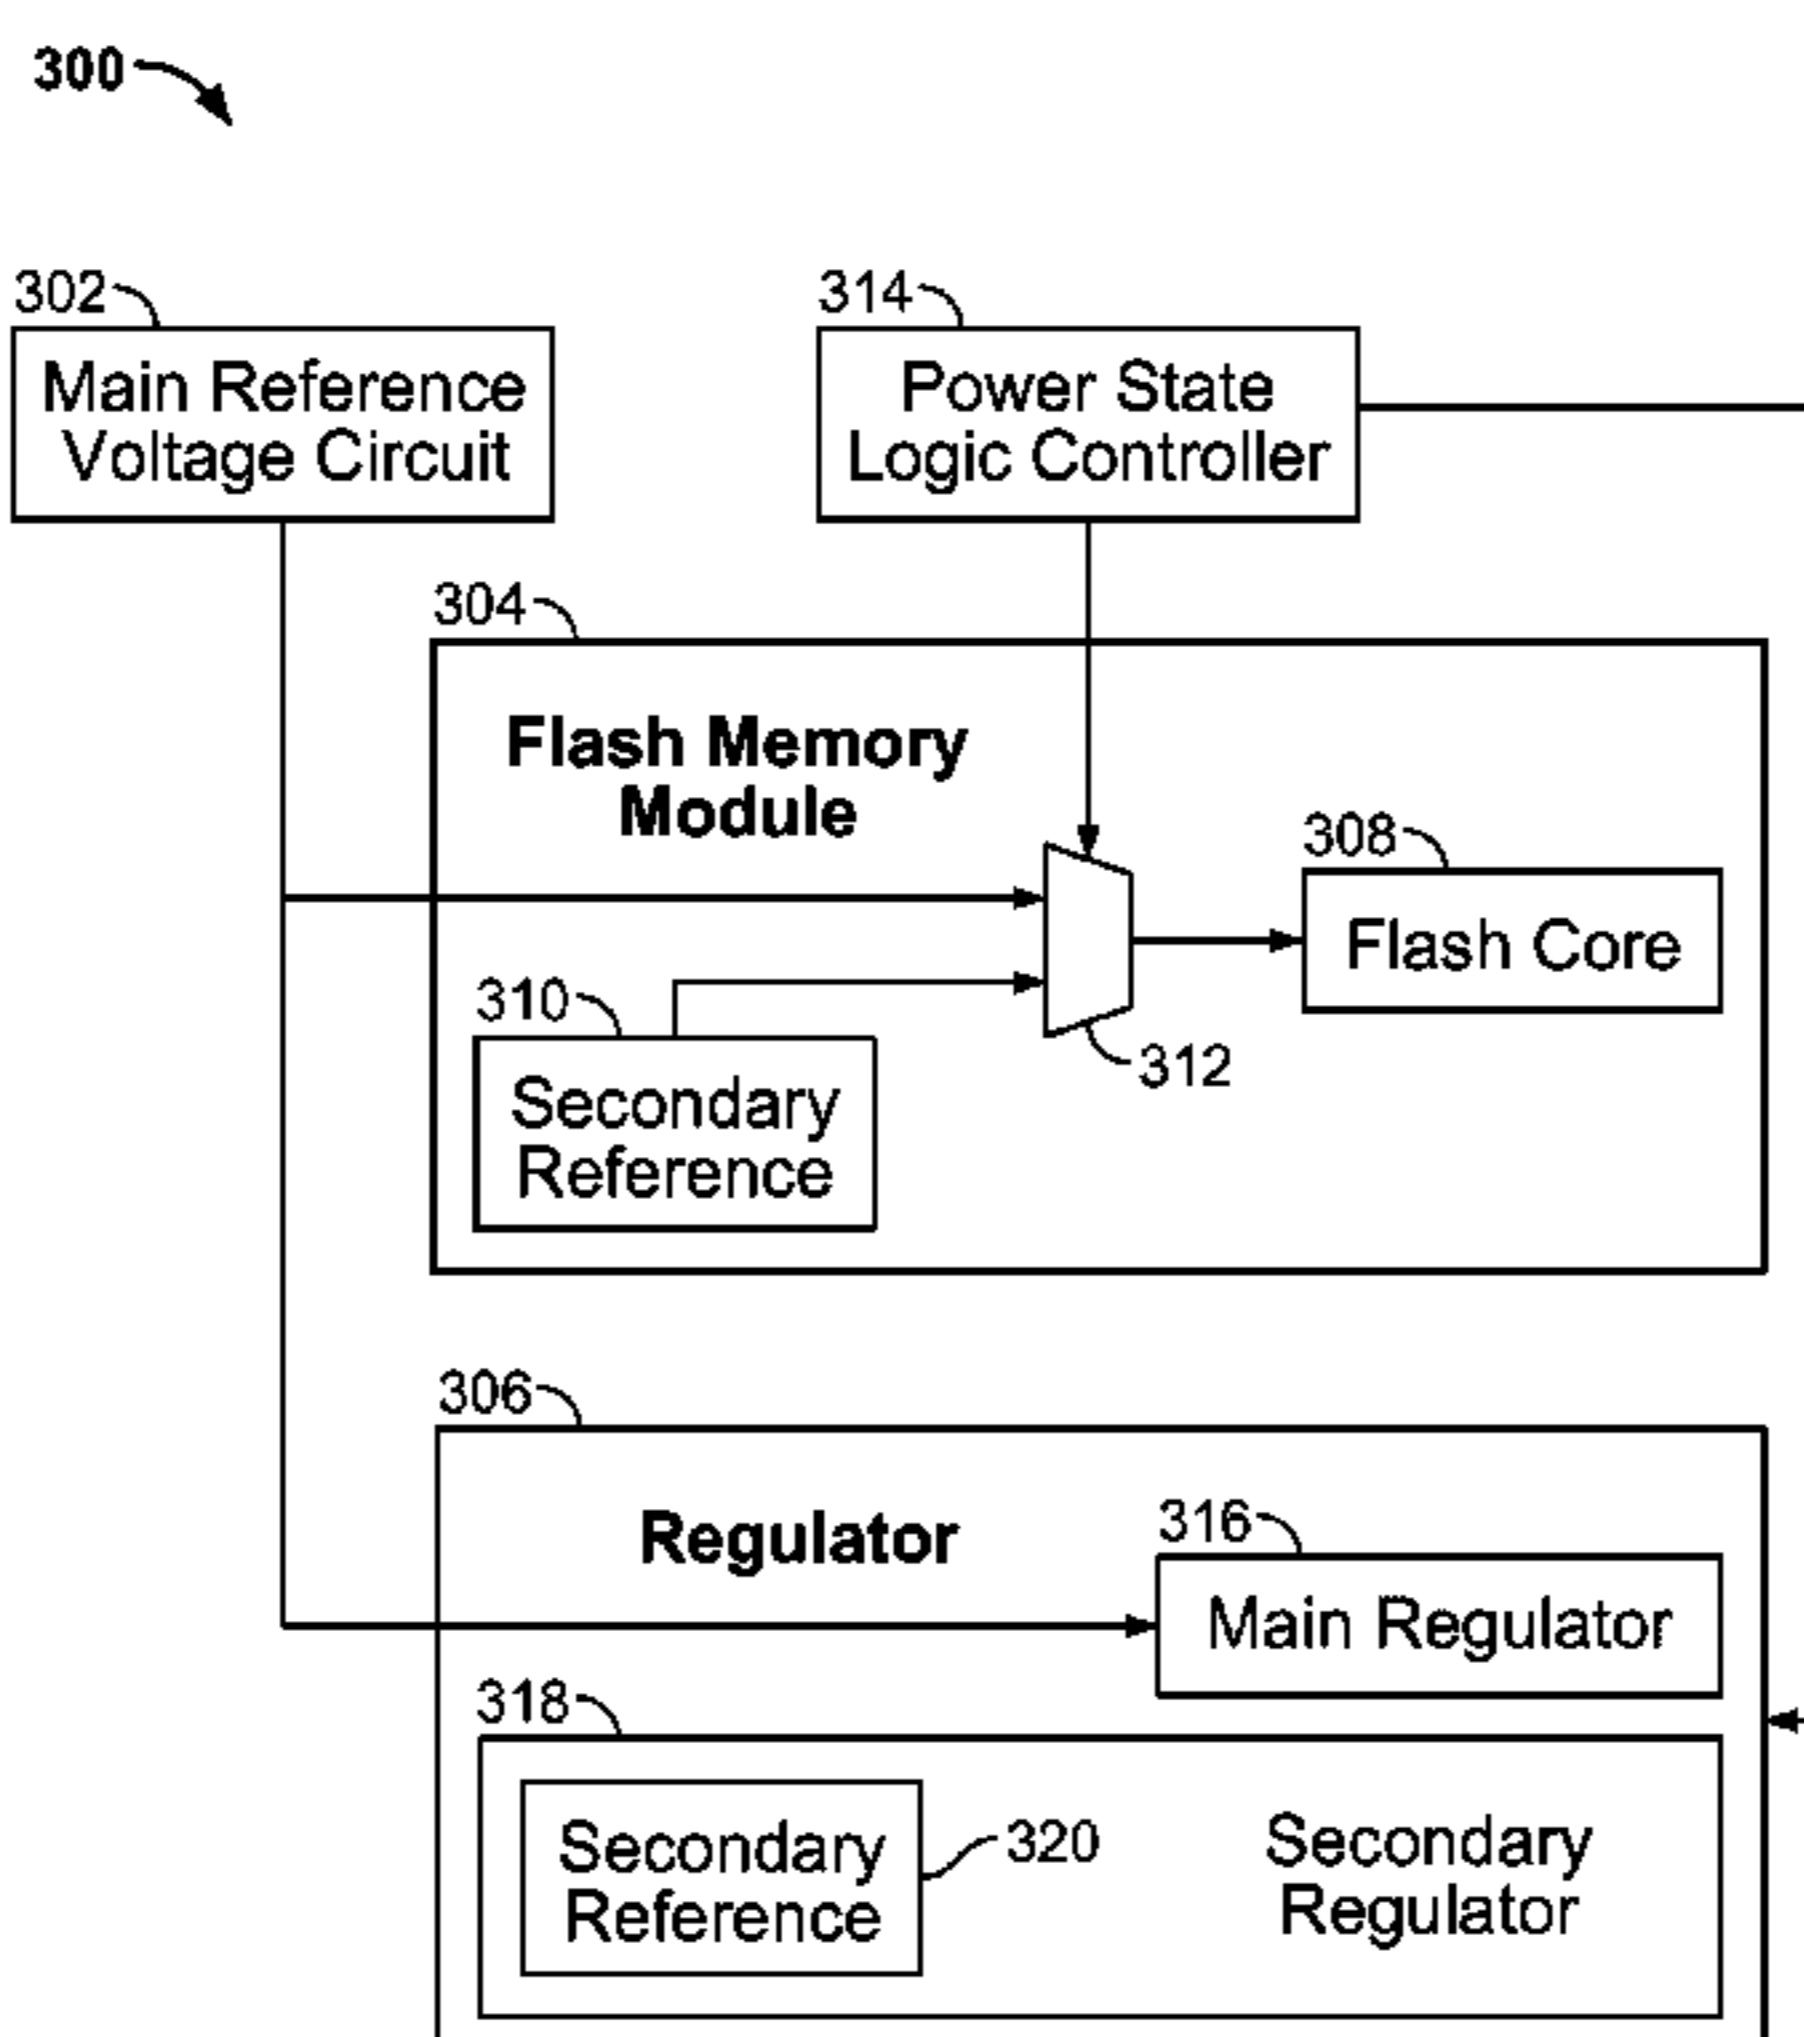 300
302
Main Reference
Voltage Circuit
314
Power State
Logic Controller
304
Flash Memory
Module
308
Flash Core
310
Secondary
Reference
312
306
Regulator
316
Main Regulator
318
Secondary
Reference
320
Secondary
Regulator